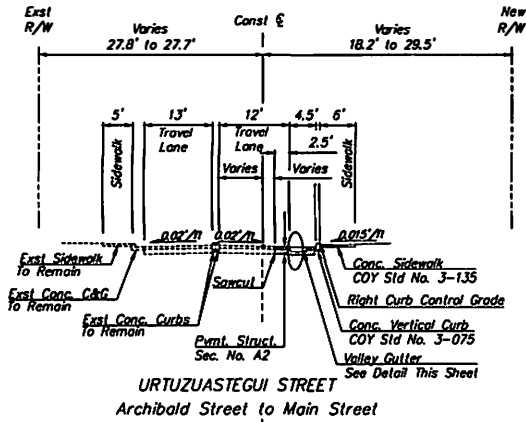 Exst
R/W
Varies
27.8' to 27.7'
Const ℄
Varies
18.2' to 29.5'
New
R/W
5'
13'
12'
4.5'
6'
Sidewalk
Travel
Lane
Travel
Lane
2.5'
Sidewalk
Varies
Varies
0.02'/ft
0.02'/ft
0.015'/ft
Exst Sidewalk
To Remain
Exst Conc. C&G
To Remain
Exst Conc. Curbs
To Remain
Sawcut
Pvmt. Struct.
Sec. No. A2
Conc. Sidewalk
COY Std No. 3-135
Right Curb Control Grade
Conc. Vertical Curb
COY Std No. 3-075
Valley Gutter
See Detail This Sheet
URTUZUASTEGUI STREET
Archibald Street to Main Street